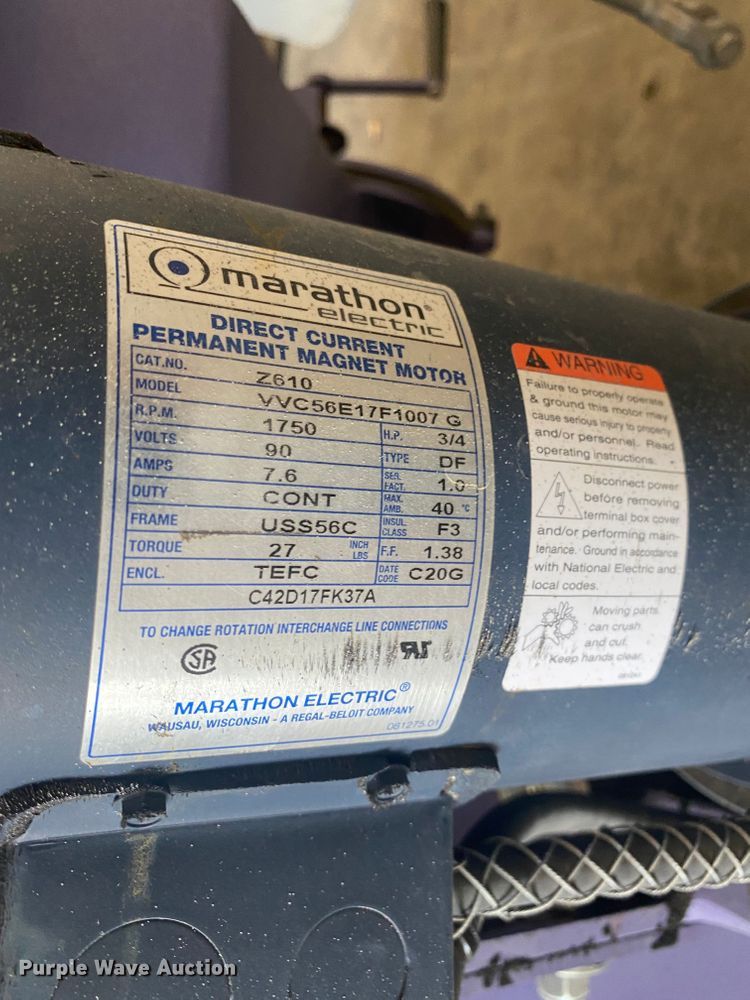 marathon®
electric
DIRECT CURRENT
PERMANENT MAGNET MOTOR
CAT.NO. Z610
MODEL VVC56E17F1007 G
R.P.M. 1750 H.P. 3/4
VOLTS 90 TYPE DF
AMPS 7.6 SER. FACT. 1.0
DUTY CONT MAX. AMB. 40 °C
FRAME USS56C INSUL CLASS F3
TORQUE 27 INCH LBS F.F. 1.38
ENCL. TEFC DATE CODE C20G
C42D17FK37A
TO CHANGE ROTATION INTERCHANGE LINE CONNECTIONS
MARATHON ELECTRIC®
WAUSAU, WISCONSIN - A REGAL-BELOIT COMPANY
081275.01
WARNING
Failure to properly operate
& ground this motor may
cause serious injury to property
and/or personnel. Read
operating instructions.
Disconnect power
before removing
terminal box cover
and/or performing main-
tenance. Ground in accordance
with National Electric and
local codes.
Moving parts
can crush
and cut.
Keep hands clear.
Purple Wave Auction